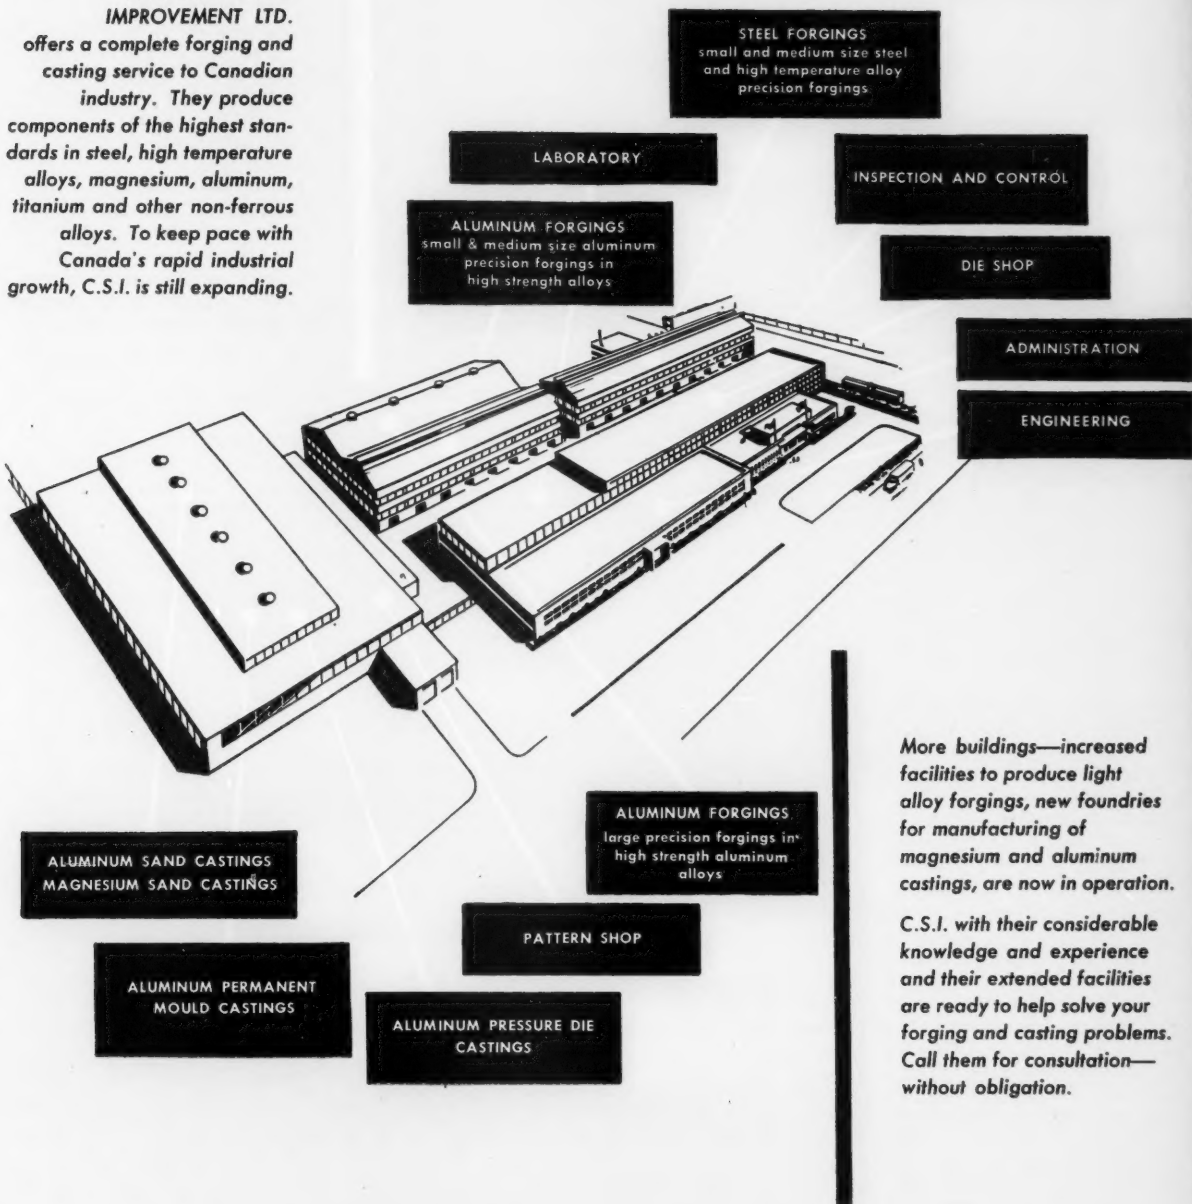 IMPROVEMENT LTD.
offers a complete forging and
casting service to Canadian
industry. They produce
components of the highest stan-
dards in steel, high temperature
alloys, magnesium, aluminum,
titanium and other non-ferrous
alloys. To keep pace with
Canada's rapid industrial
growth, C.S.I. is still expanding.
STEEL FORGINGS
small and medium size steel
and high temperature alloy
precision forgings
LABORATORY
INSPECTION AND CONTROL
ALUMINUM FORGINGS
small & medium size aluminum
precision forgings in
high strength alloys
DIE SHOP
ADMINISTRATION
ENGINEERING
ALUMINUM FORGINGS
large precision forgings in
high strength aluminum
alloys
ALUMINUM SAND CASTINGS
MAGNESIUM SAND CASTINGS
PATTERN SHOP
ALUMINUM PERMANENT
MOULD CASTINGS
ALUMINUM PRESSURE DIE
CASTINGS
More buildings—increased
facilities to produce light
alloy forgings, new foundries
for manufacturing of
magnesium and aluminum
castings, are now in operation.
C.S.I. with their considerable
knowledge and experience
and their extended facilities
are ready to help solve your
forging and casting problems.
Call them for consultation—
without obligation.